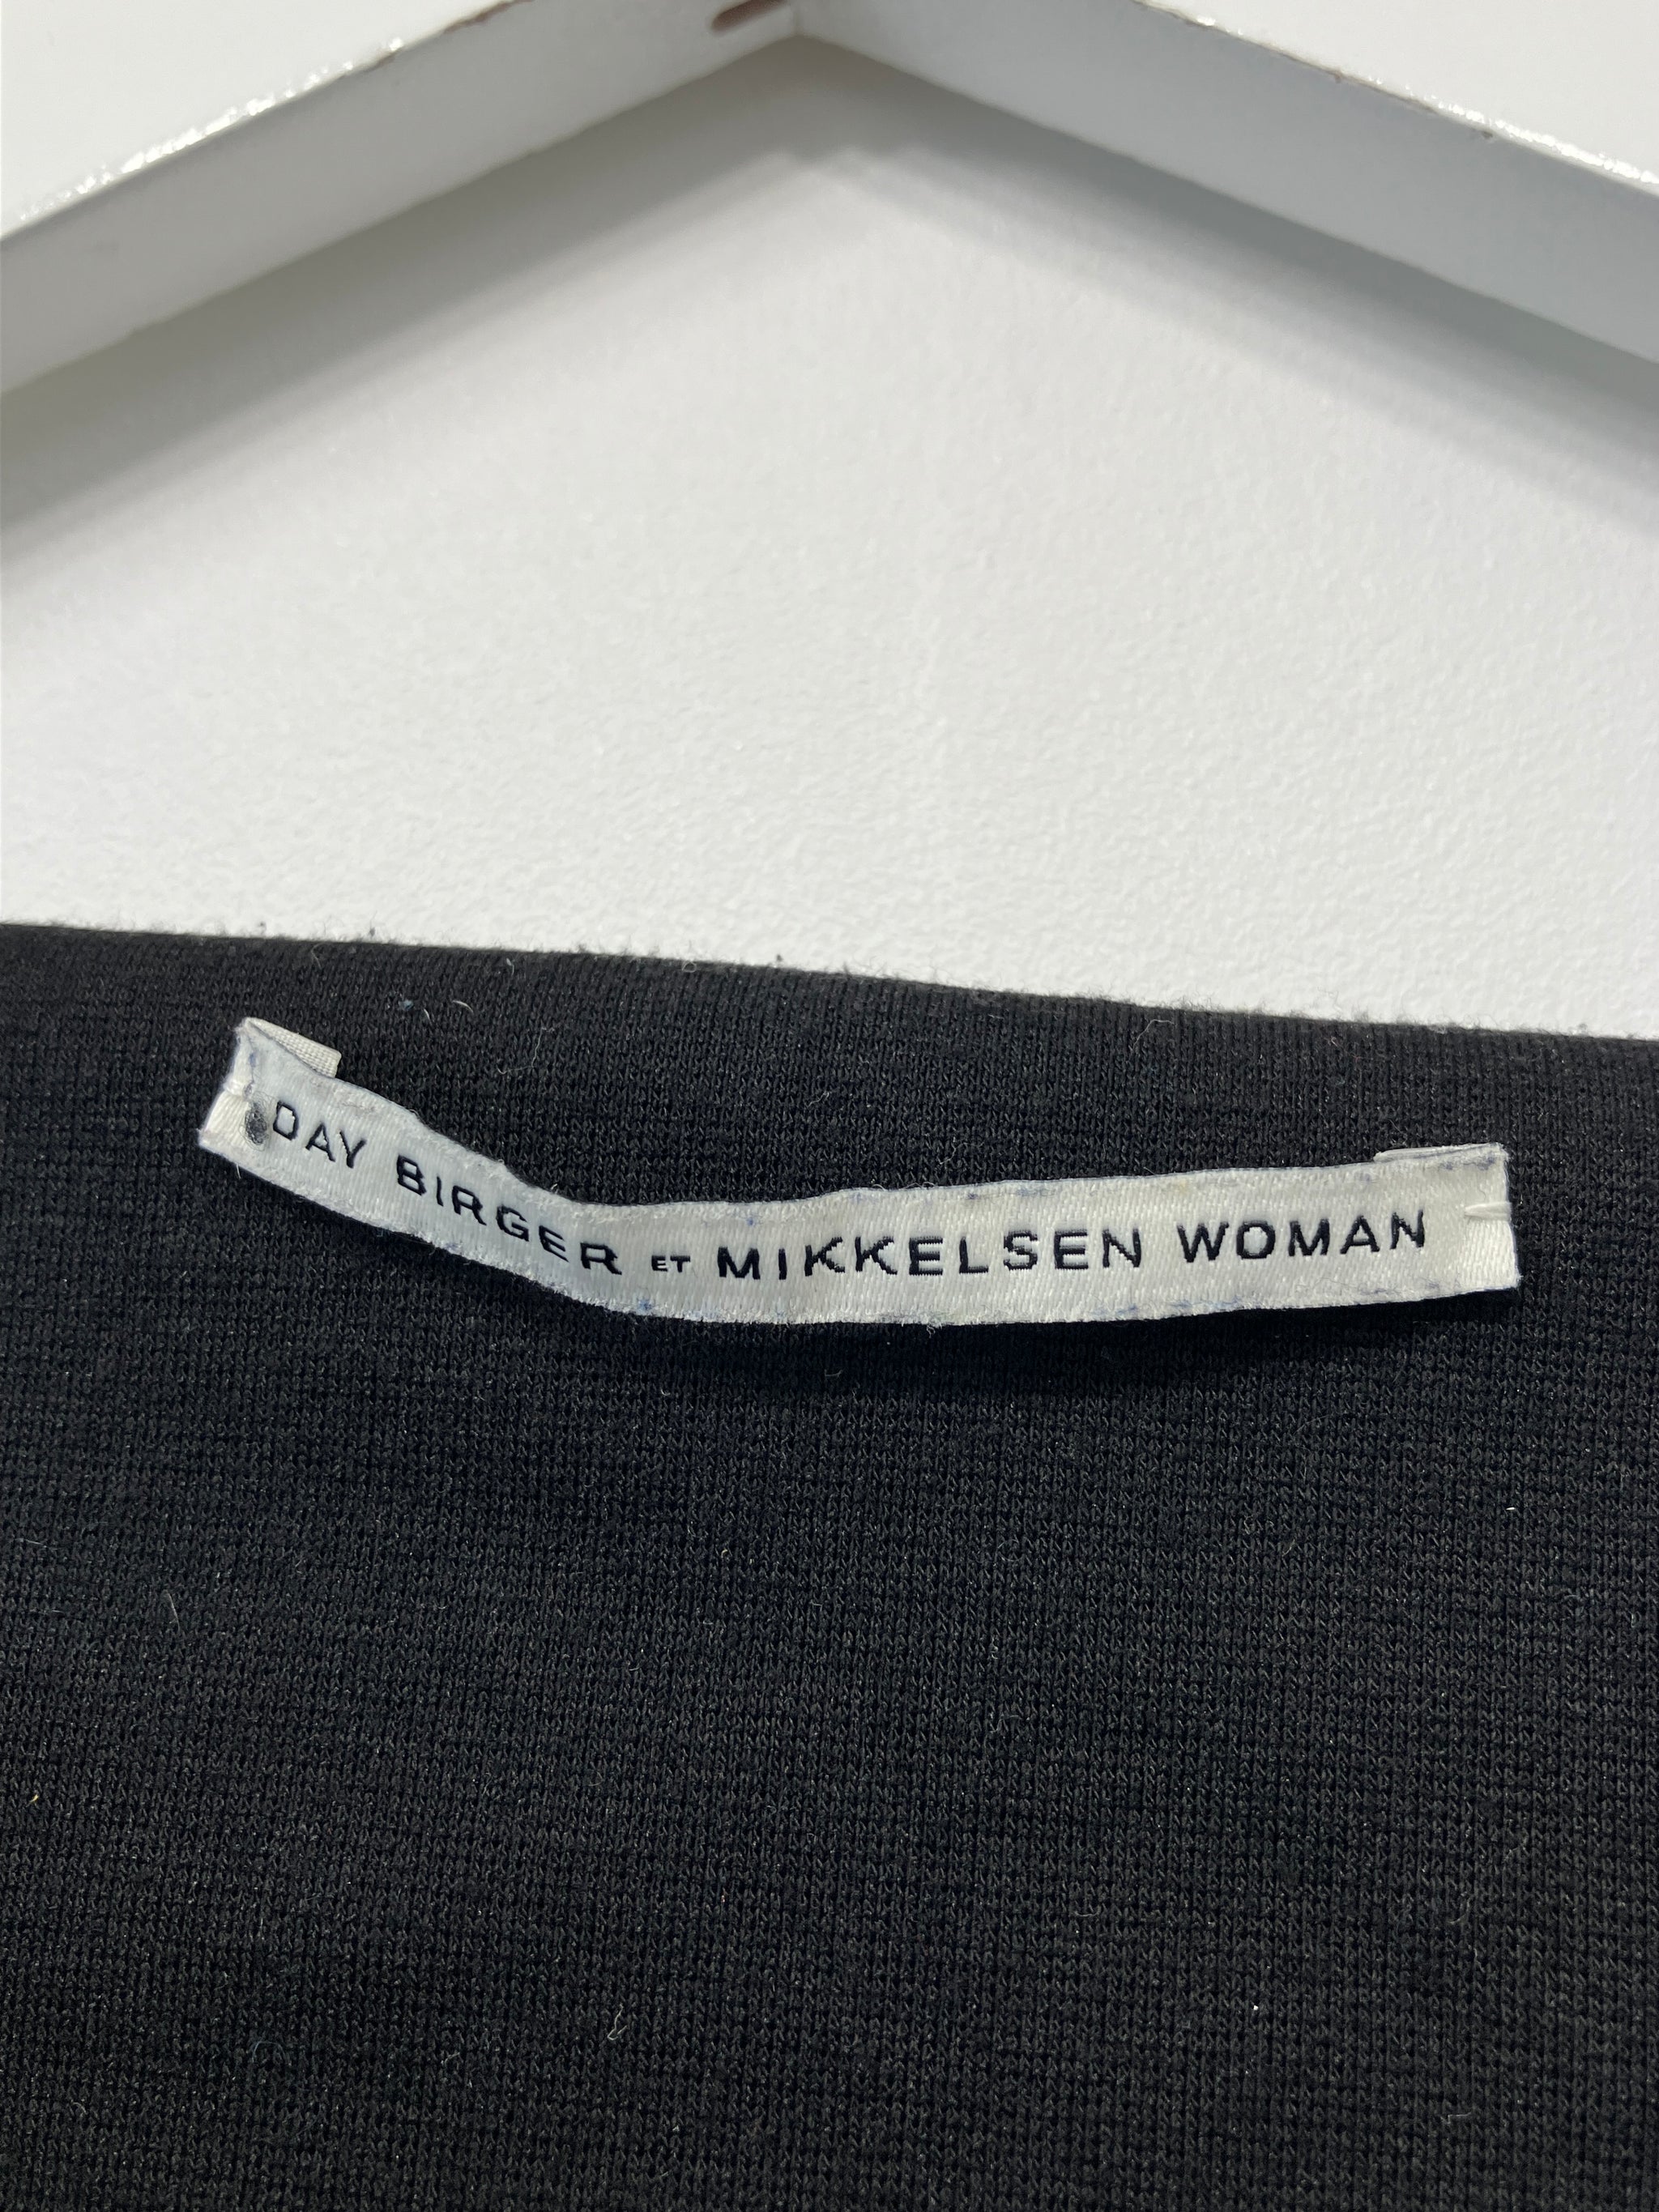 DAY BIRGER ET MIKKELSEN WOMAN